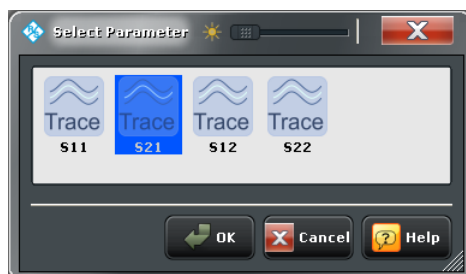 Select Parameter
Trace Trace Trace Trace
S11 S21 S12 S22
OK Cancel Help